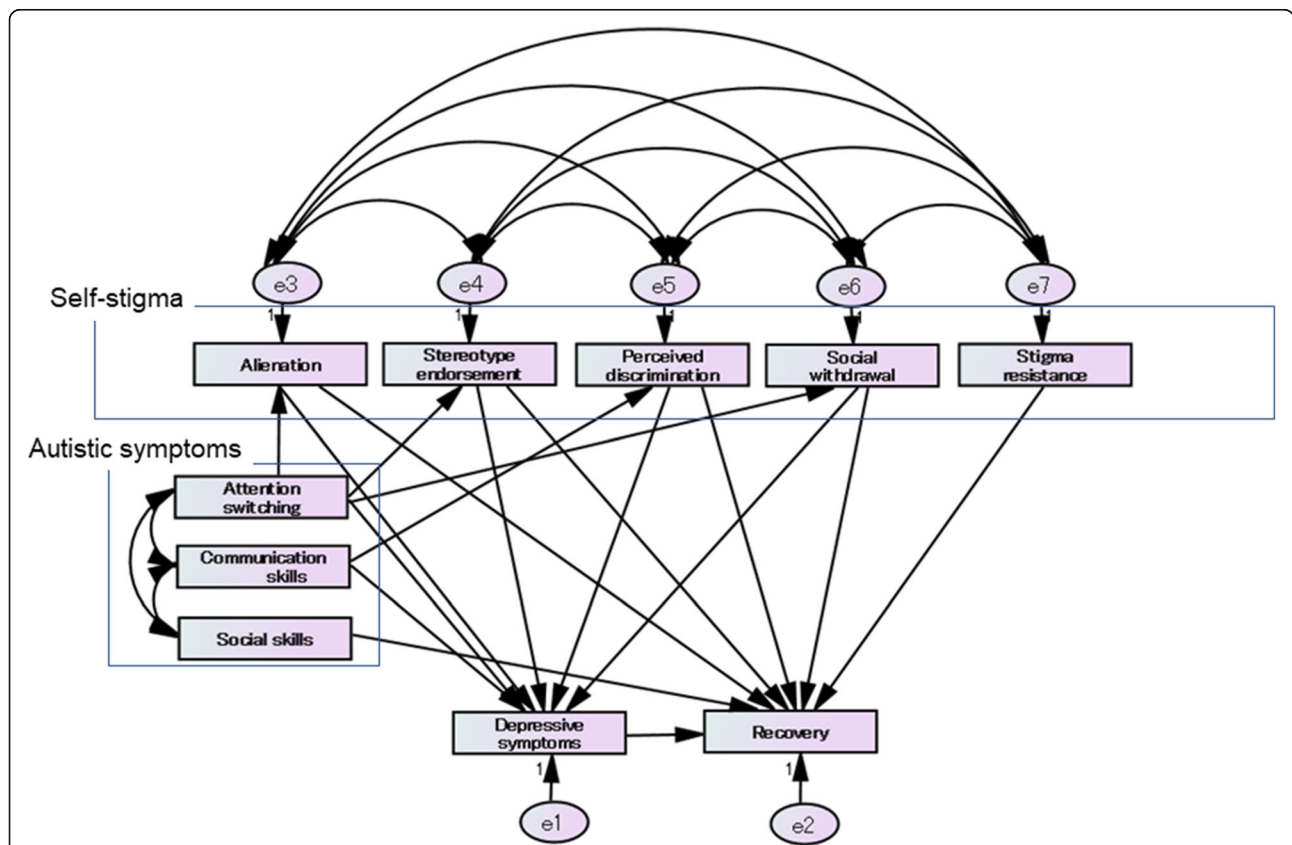 e3
e4
e5
e6
e7
Self-stigma
1
1
1
1
1
Alienation
Stereotype
endorsement
Perceived
discrimination
Social
withdrawal
Stigma
resistance
Autistic symptoms
Attention
switching
Communication
skills
Social skills
Depressive
symptoms
Recovery
1
1
e1
e2